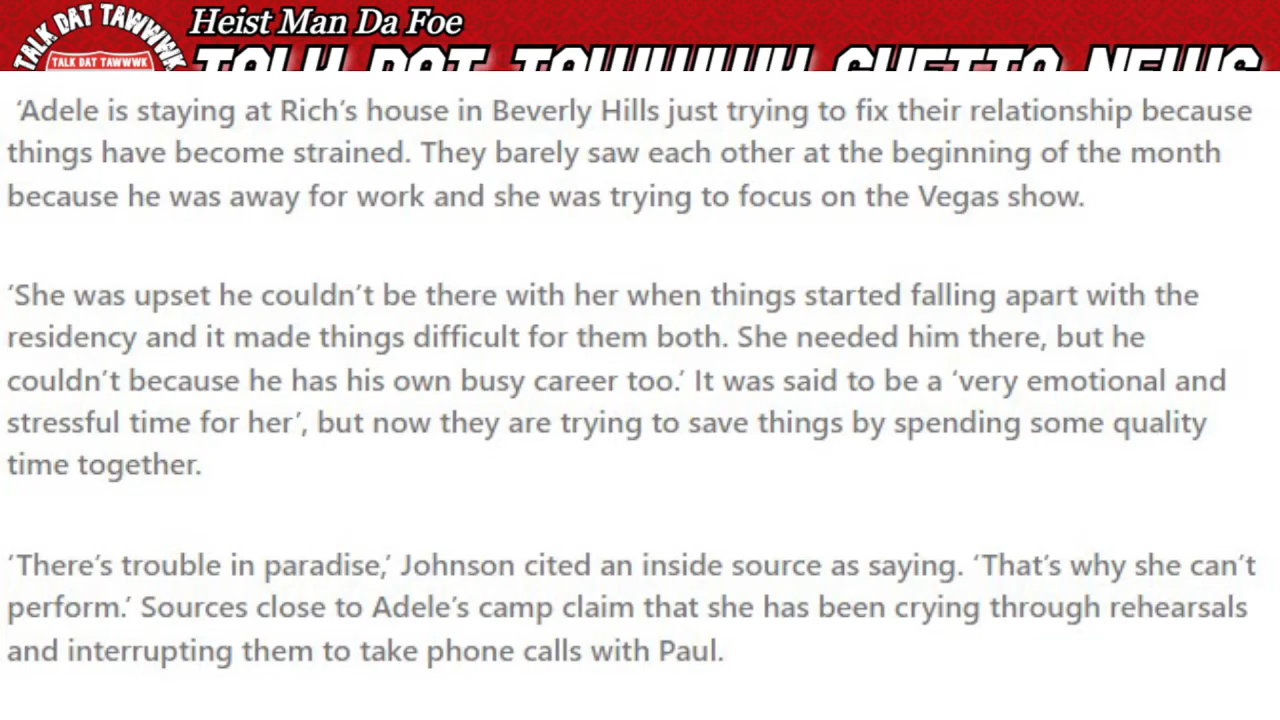 TALK DAT TAWWWK
TALK DAT TAWWWK
Heist Man Da Foe
TALK DAT TAWWWW GHETTO NEWS
‘Adele is staying at Rich’s house in Beverly Hills just trying to fix their relationship because
things have become strained. They barely saw each other at the beginning of the month
because he was away for work and she was trying to focus on the Vegas show.
‘She was upset he couldn’t be there with her when things started falling apart with the
residency and it made things difficult for them both. She needed him there, but he
couldn’t because he has his own busy career too.’ It was said to be a ‘very emotional and
stressful time for her’, but now they are trying to save things by spending some quality
time together.
‘There’s trouble in paradise,’ Johnson cited an inside source as saying. ‘That’s why she can’t
perform.’ Sources close to Adele’s camp claim that she has been crying through rehearsals
and interrupting them to take phone calls with Paul.